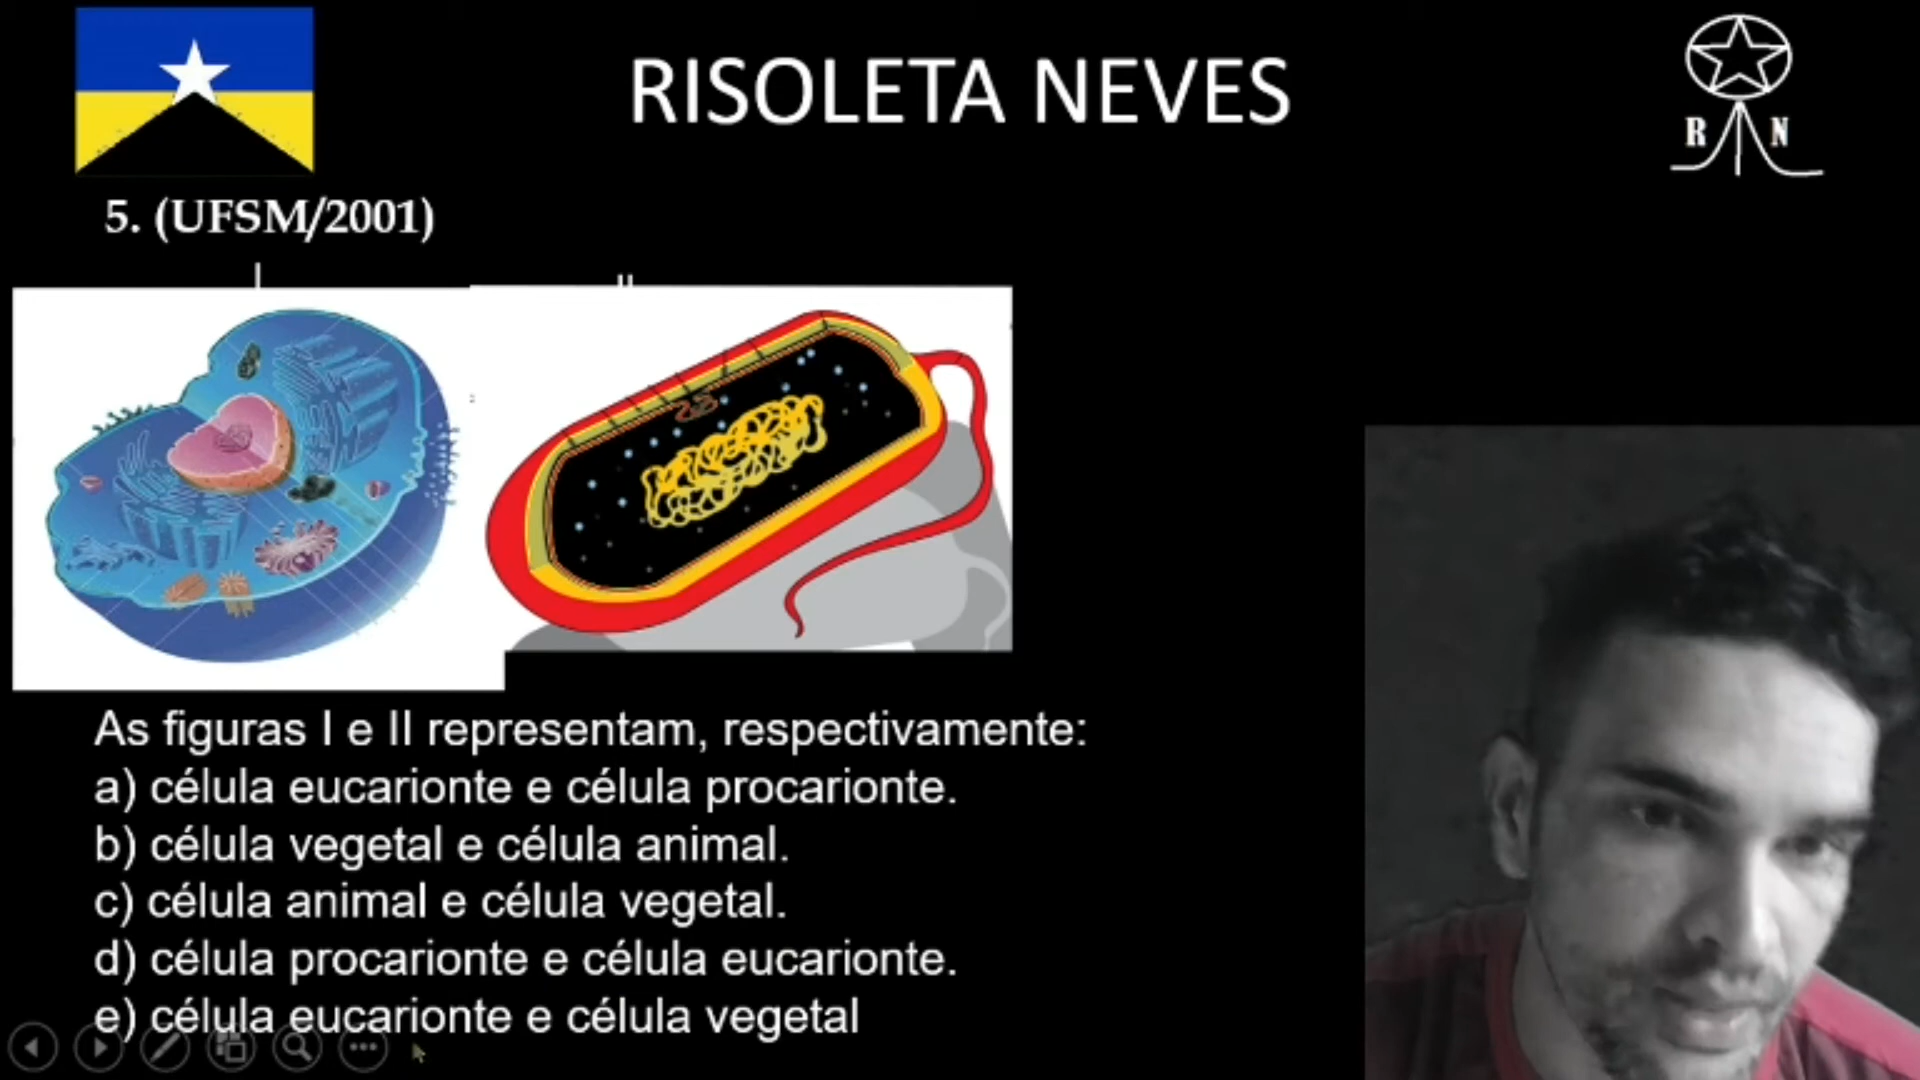 RISOLETA NEVES
R N
5. (UFSM/2001)
I
II
As figuras I e II representam, respectivamente:
a) célula eucarionte e célula procarionte.
b) célula vegetal e célula animal.
c) célula animal e célula vegetal.
d) célula procarionte e célula eucarionte.
e) célula eucarionte e célula vegetal